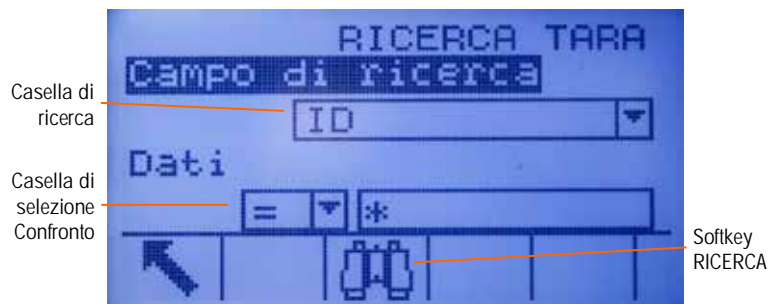 RICERCA TARA
Campo di ricerca
Casella di
ricerca
ID
Dati
Casella di
selezione
Confronto
= *
Softkey
RICERCA